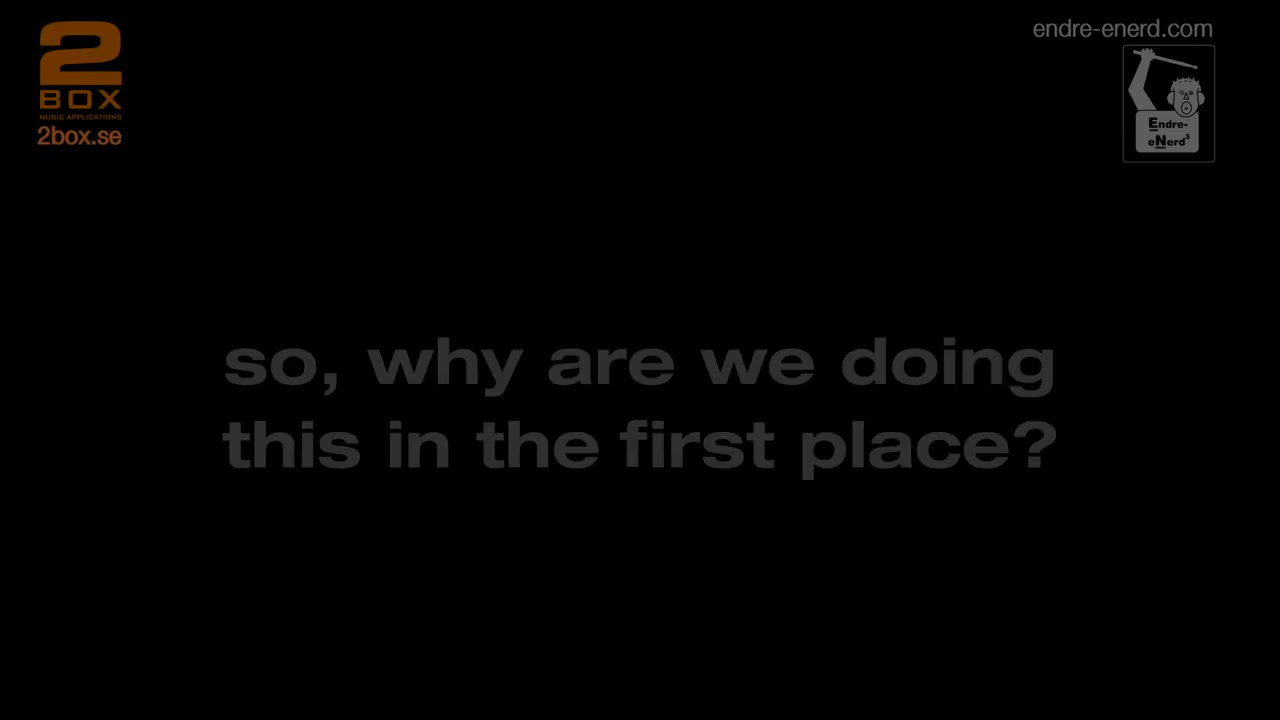 2
BOX
MUSIC APPLICATIONS
2box.se
endre-enerd.com
Endre-
eNerd³
so, why are we doing
this in the first place?